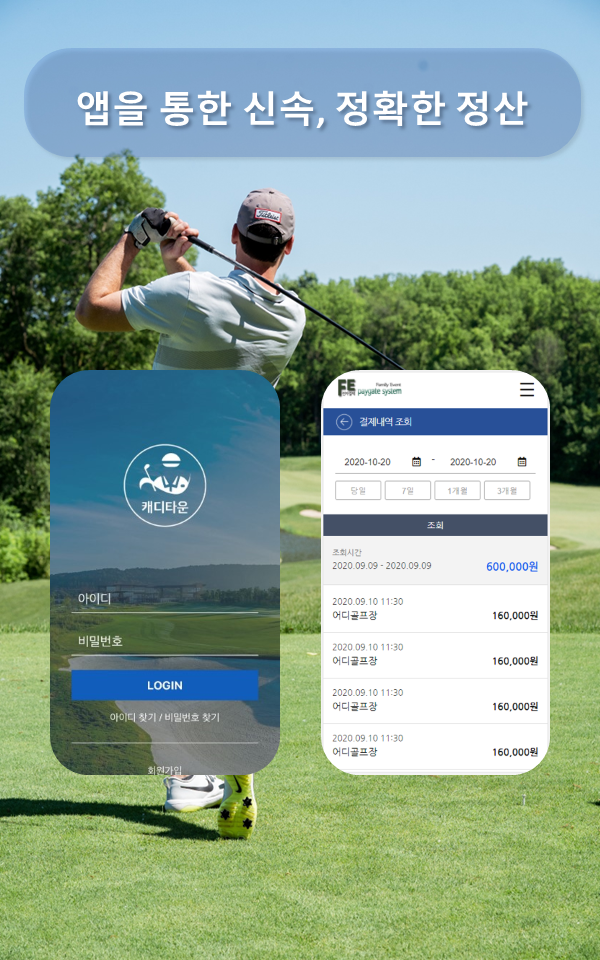 앱을 통한 신속, 정확한 정산
Titleist
캐디타운
아이디
비밀번호
LOGIN
아이디 찾기 / 비밀번호 찾기
회원가입
FE
Family Event
paygate system
결제내역 조회
2020-10-20 - 2020-10-20
당일 7일 1개월 3개월
조회
조회시간
2020.09.09 - 2020.09.09 600,000원
2020.09.10 11:30
어디골프장 160,000원
2020.09.10 11:30
어디골프장 160,000원
2020.09.10 11:30
어디골프장 160,000원
2020.09.10 11:30
어디골프장 160,000원